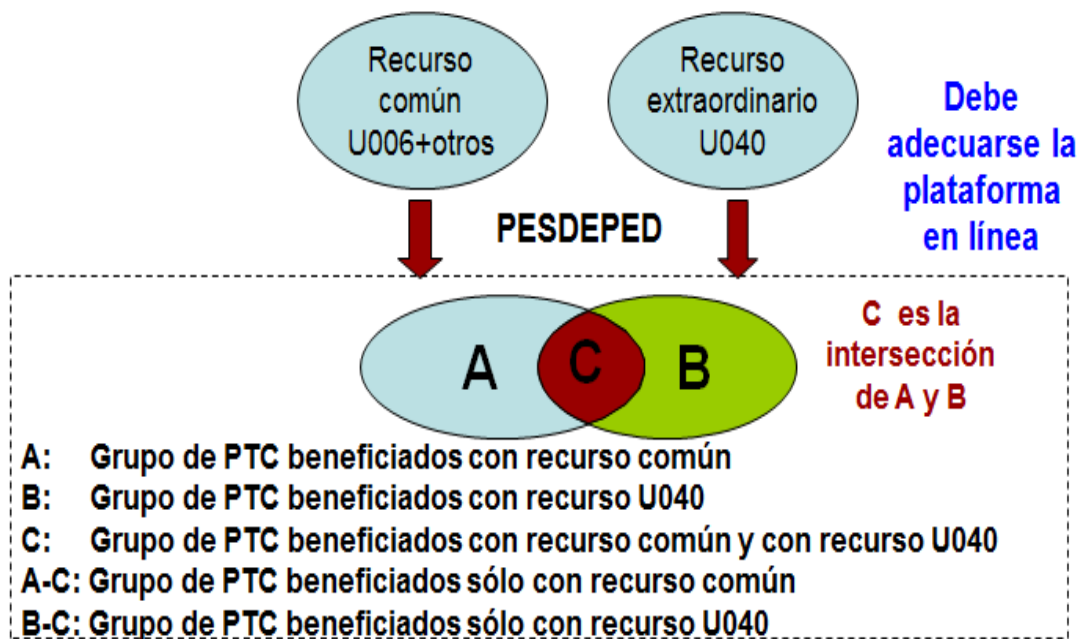 Recurso
común
U006+otros
Recurso
extraordinario
U040
Debe
adecuarse la
plataforma
en línea
PESDEPED
A
C
B
C es la
intersección
de A y B
A: Grupo de PTC beneficiados con recurso común
B: Grupo de PTC beneficiados con recurso U040
C: Grupo de PTC beneficiados con recurso común y con recurso U040
A-C: Grupo de PTC beneficiados sólo con recurso común
B-C: Grupo de PTC beneficiados sólo con recurso U040